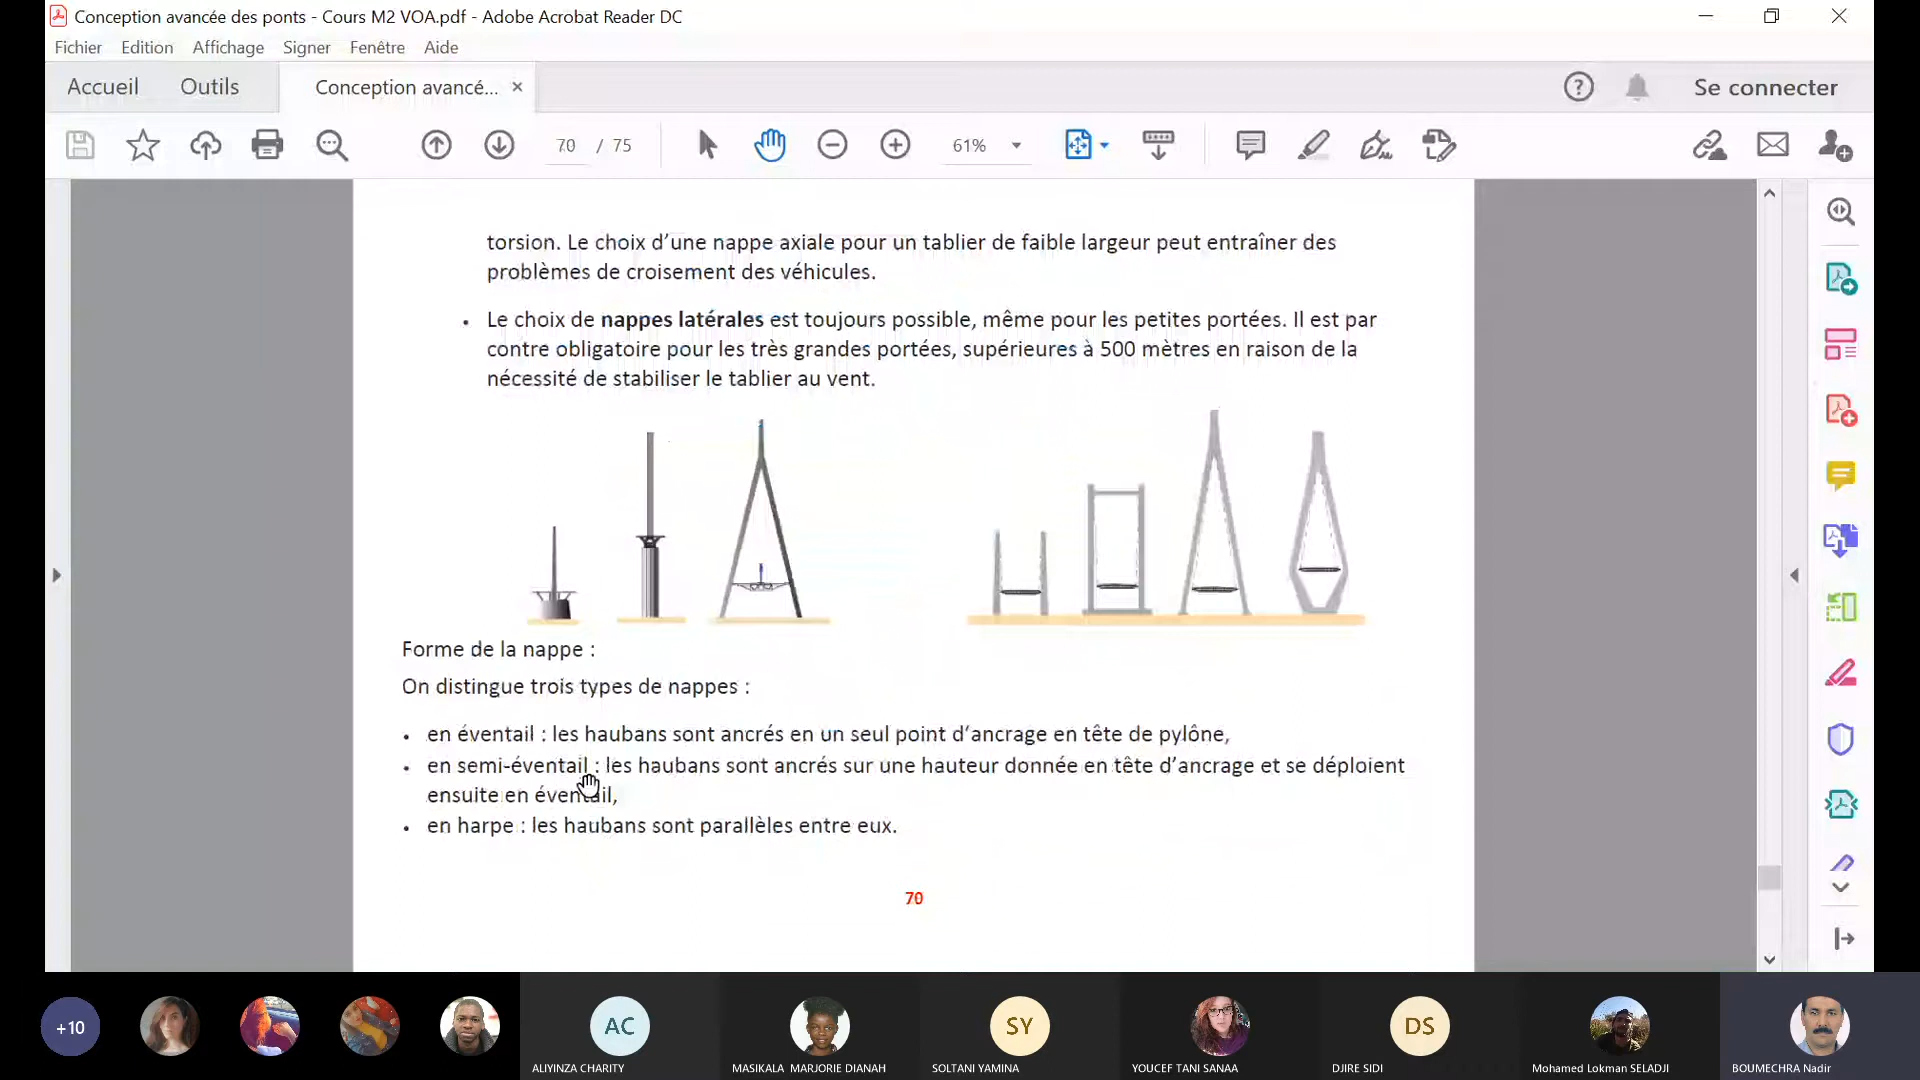 Conception avancée des ponts - Cours M2 VOA.pdf - Adobe Acrobat Reader DC
Fichier Edition Affichage Signer Fenêtre Aide
Accueil Outils Conception avancé... × Se connecter
70 / 75 61%
torsion. Le choix d’une nappe axiale pour un tablier de faible largeur peut entraîner des
problèmes de croisement des véhicules.
• Le choix de nappes latérales est toujours possible, même pour les petites portées. Il est par
contre obligatoire pour les très grandes portées, supérieures à 500 mètres en raison de la
nécessité de stabiliser le tablier au vent.
Forme de la nappe :
On distingue trois types de nappes :
• en éventail : les haubans sont ancrés en un seul point d’ancrage en tête de pylône,
• en semi-éventail : les haubans sont ancrés sur une hauteur donnée en tête d’ancrage et se déploient
ensuite en éventail,
• en harpe : les haubans sont parallèles entre eux.
70
+10 AC SY DS
ALIYINZA CHARITY MASIKALA MARJORIE DIANAH SOLTANI YAMINA YOUCEF TANI SANAA DJIRE SIDI Mohamed Lokman SELADJI BOUMECHRA Nadir